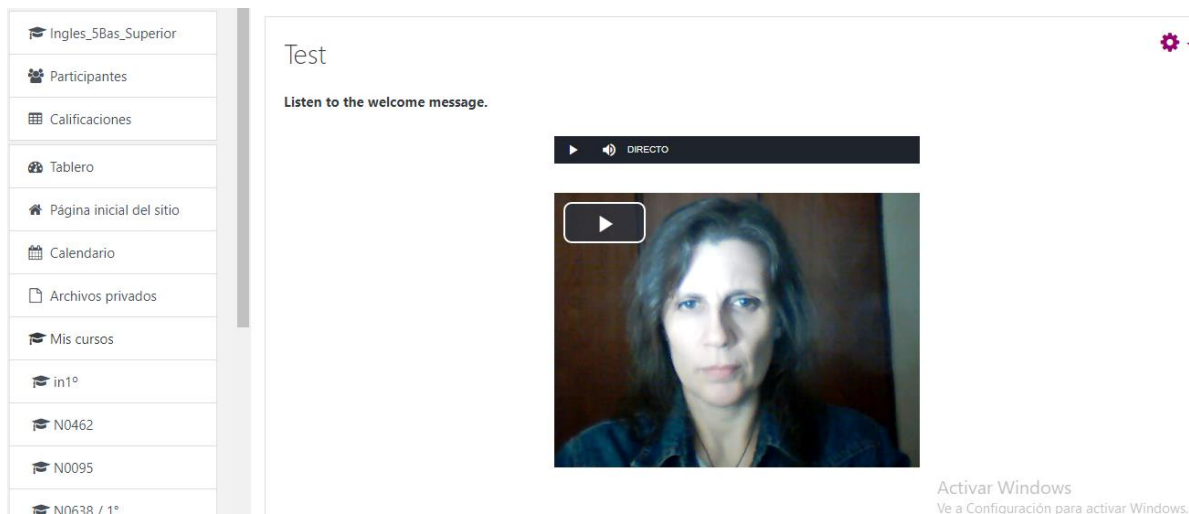 Ingles_5Bas_Superior
Participantes
Calificaciones
Tablero
Página inicial del sitio
Calendario
Archivos privados
Mis cursos
in1º
N0462
N0095
N0638 / 1°
Test
Listen to the welcome message.
DIRECTO
Activar Windows
Ve a Configuración para activar Windows.